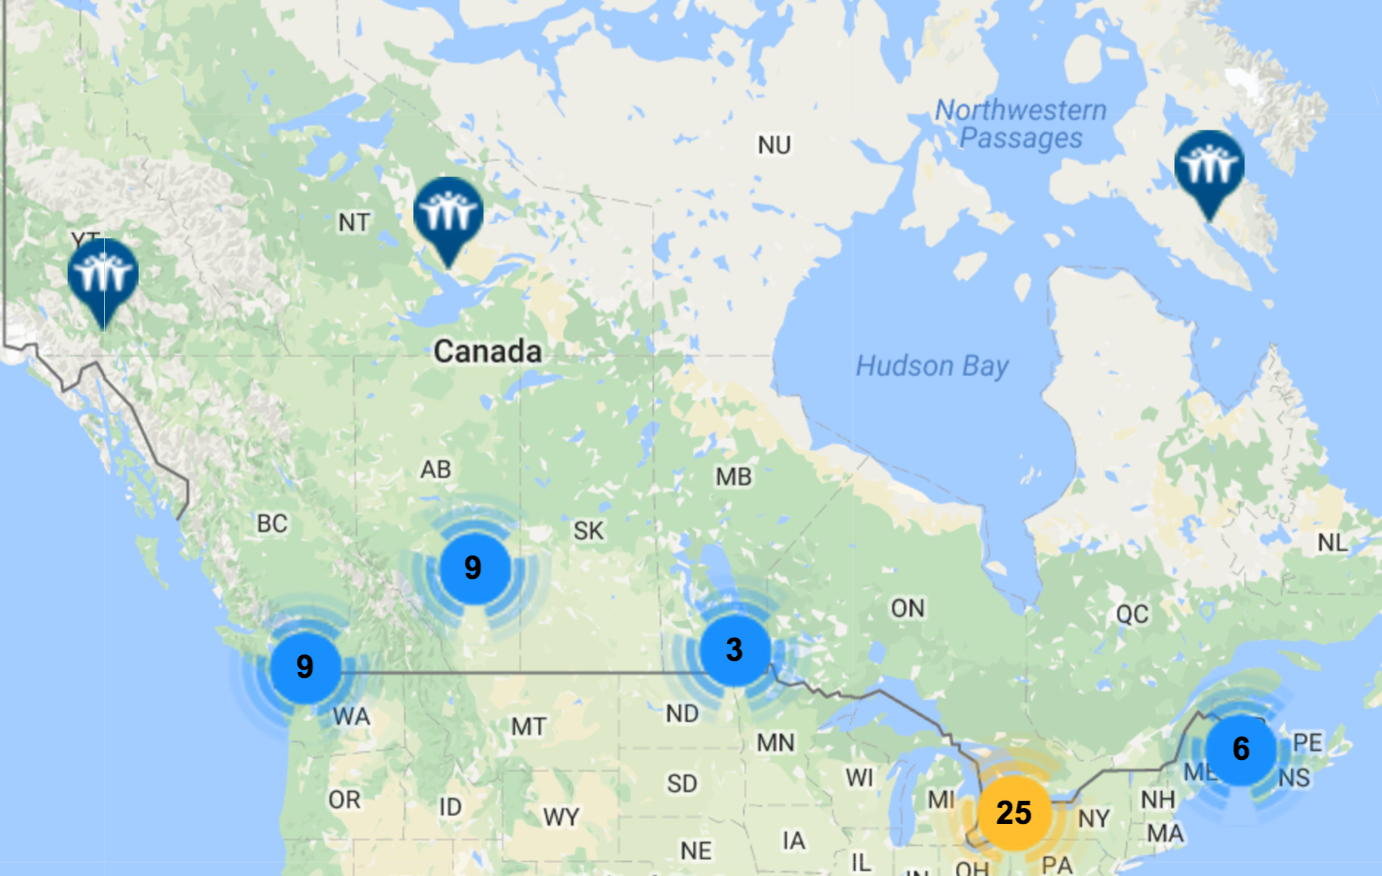 Northwestern
Passages
NU
NT
YT
Canada
Hudson Bay
AB
MB
BC
SK
NL
9
ON
QC
3
9
WA
ND
MT
MN
PE
6
ME
NS
WI
SD
OR
ID
MI
NH
WY
25
NY
MA
IA
NE
IL
PA
OH
IN